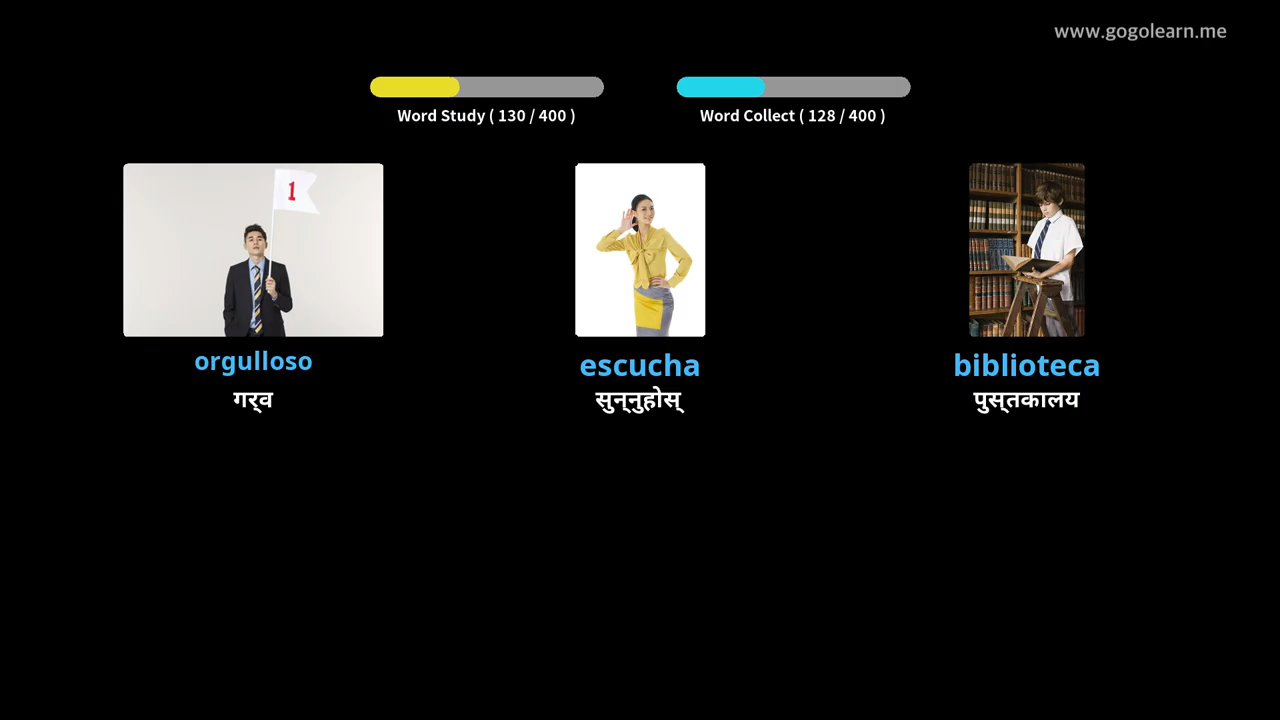 www.gogolearn.me
Word Study ( 130 / 400 )
Word Collect ( 128 / 400 )
1
orgulloso
escucha
biblioteca
गर्‍व
सुन्‍नुहोस्
पुस्‍तकालय